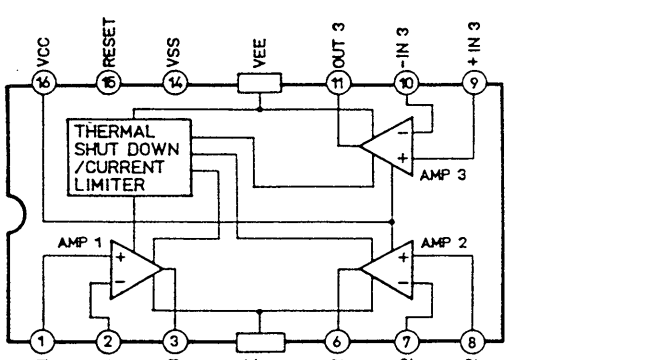 VCC
RESET
VSS
VEE
OUT 3
-IN 3
+IN 3
16
15
14
11
10
9
THERMAL
SHUT DOWN
/CURRENT
LIMITER
-
+
AMP 3
AMP 1
AMP 2
+
-
+
-
1
2
3
6
7
8